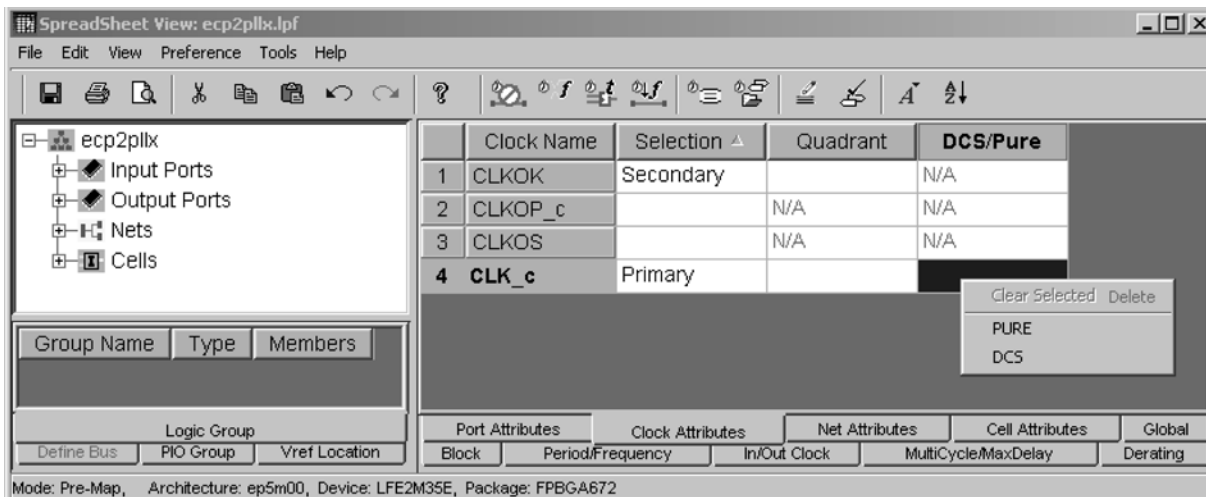 SpreadSheet View: ecp2pllx.lpf
File Edit View Preference Tools Help
ecp2pllx
Input Ports
Output Ports
Nets
Cells
Group Name Type Members
Logic Group
Define Bus PIO Group Vref Location
Clock Name Selection Quadrant DCS/Pure
1 CLKOK Secondary N/A
2 CLKOP_c N/A N/A
3 CLKOS N/A N/A
4 CLK_c Primary
Clear Selected Delete
PURE
DCS
Port Attributes Clock Attributes Net Attributes Cell Attributes Global
Block Period/Frequency In/Out Clock MultiCycle/MaxDelay Derating
Mode: Pre-Map, Architecture: ep5m00, Device: LFE2M35E, Package: FPBGA672